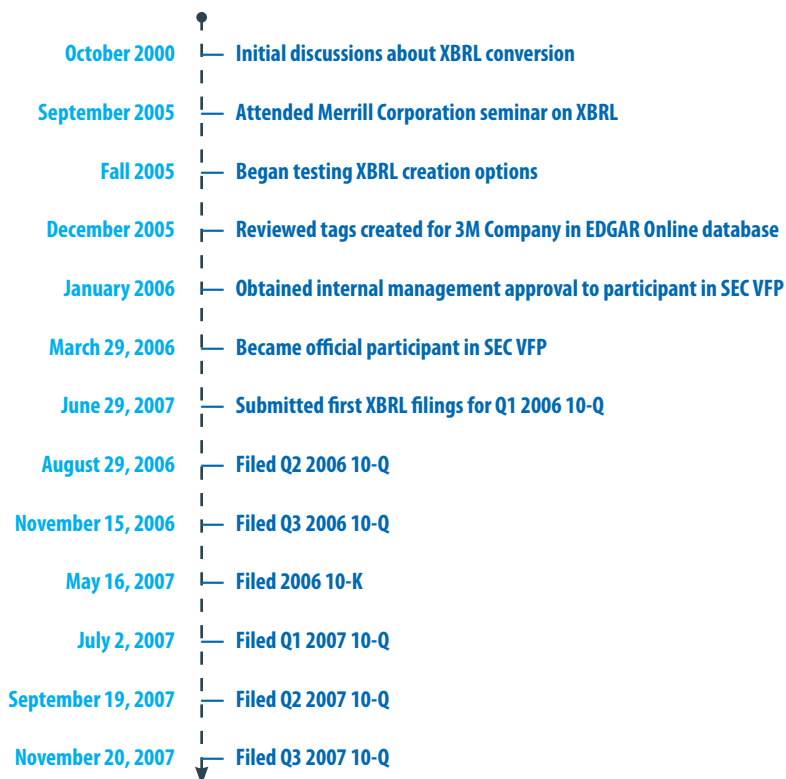 October 2000 Initial discussions about XBRL conversion
September 2005 Attended Merrill Corporation seminar on XBRL
Fall 2005 Began testing XBRL creation options
December 2005 Reviewed tags created for 3M Company in EDGAR Online database
January 2006 Obtained internal management approval to participant in SEC VFP
March 29, 2006 Became official participant in SEC VFP
June 29, 2007 Submitted first XBRL filings for Q1 2006 10-Q
August 29, 2006 Filed Q2 2006 10-Q
November 15, 2006 Filed Q3 2006 10-Q
May 16, 2007 Filed 2006 10-K
July 2, 2007 Filed Q1 2007 10-Q
September 19, 2007 Filed Q2 2007 10-Q
November 20, 2007 Filed Q3 2007 10-Q